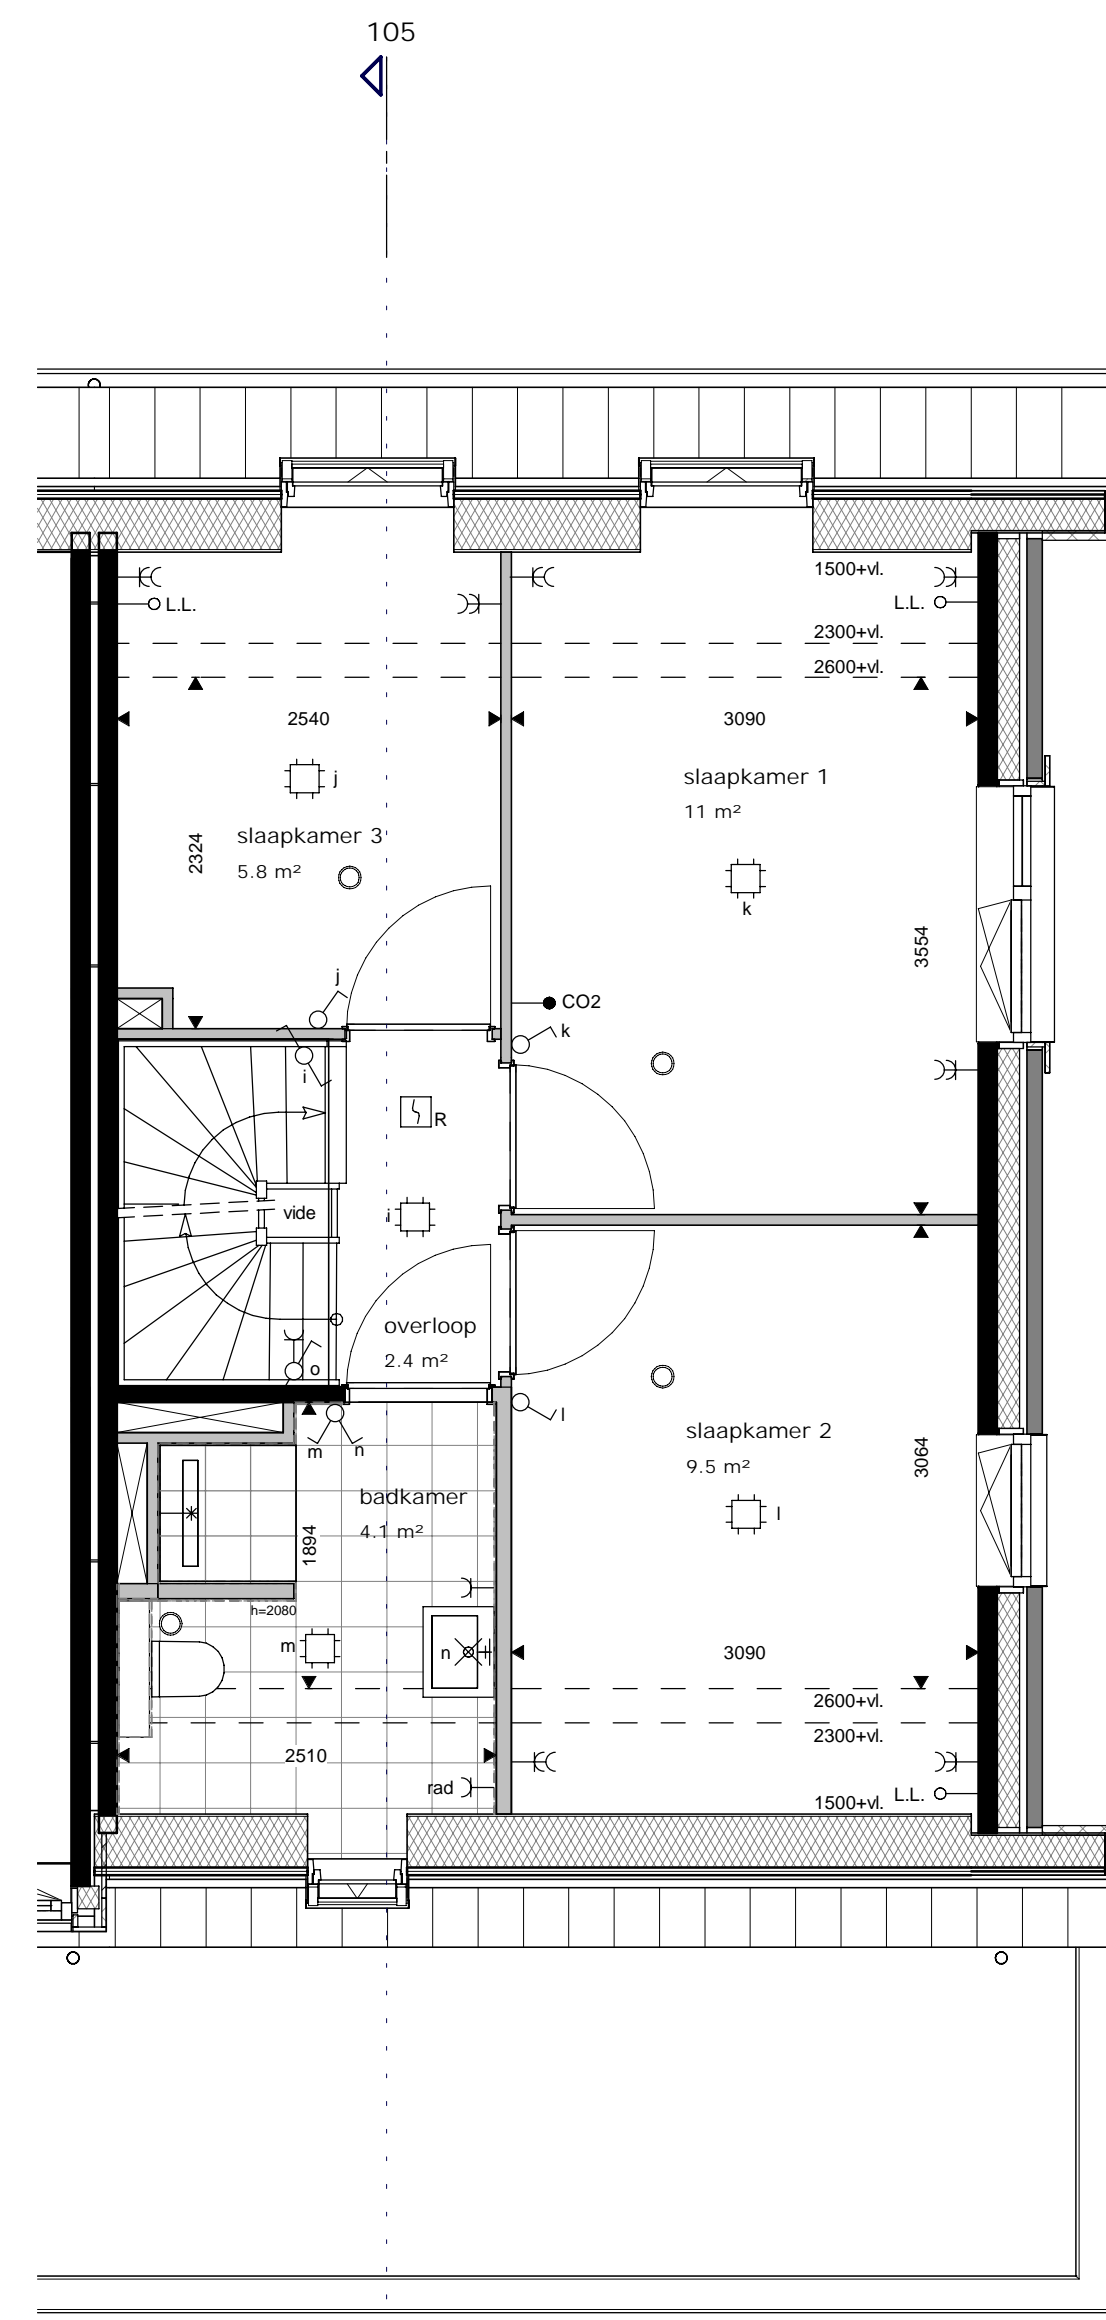 105
1500+vl.
L.L.
L.L.
2300+vl.
2600+vl.
2540
3090
j
slaapkamer 1
11 m²
2324
slaapkamer 3
5.8 m²
k
3554
j
CO2
k
i
R
vide
i
overloop
2.4 m²
o
l
m
n
slaapkamer 2
9.5 m²
3064
badkamer
4.1 m²
1894
l
h=2080
m
n
3090
2600+vl.
2300+vl.
2510
rad
1500+vl.
L.L.